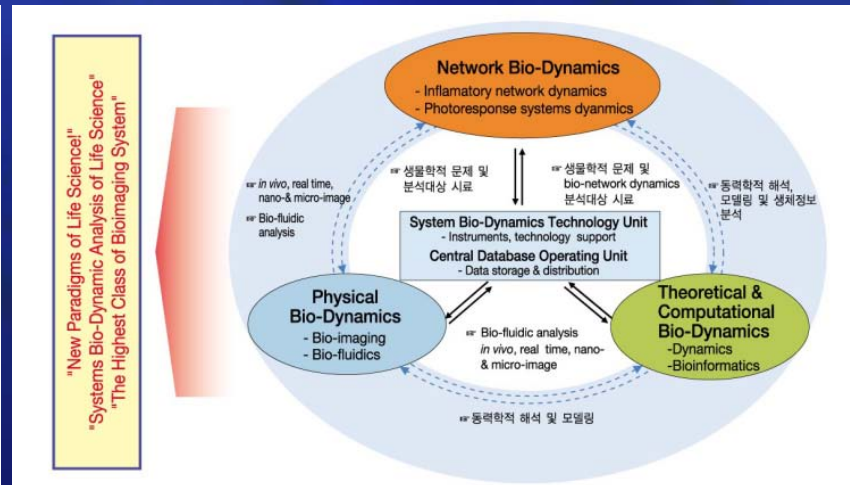 "New Paradigms of Life Science!"
"Systems Bio-Dynamic Analysis of Life Science"
"The Highest Class of Bioimaging System"
Network Bio-Dynamics
- Inflamatory network dynamics
- Photoresponse systems dyanmics
☞ in vivo, real time,
nano-& micro-image
☞ Bio-fluidic
analysis
☞ 생물학적 문제 및
분석대상 시료
☞ 생물학적 문제 및
bio-network dynamics
분석대상 시료
☞ 동력학적 해석,
모델링 및 생체정보
분석
System Bio-Dynamics Technology Unit
- Instruments, technology support
Central Database Operating Unit
- Data storage & distribution
Physical
Bio-Dynamics
- Bio-imaging
- Bio-fluidics
☞ Bio-fluidic analysis
in vivo, real time, nano-
& micro-image
Theoretical &
Computational
Bio-Dynamics
-Dynamics
-Bioinformatics
☞ 동력학적 해석 및 모델링